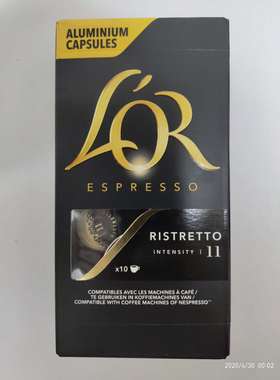 ALUMINIUM
CAPSULES
L'OR
ESPRESSO
RISTRETTO
INTENSITY | 11
x10
COMPATIBLES AVEC LES MACHINES À CAFÉ /
TE GEBRUIKEN IN KOFFIEMACHINES VAN /
COMPATIBLE WITH COFFEE MACHINES OF NESPRESSO
2020/4/30 00:02